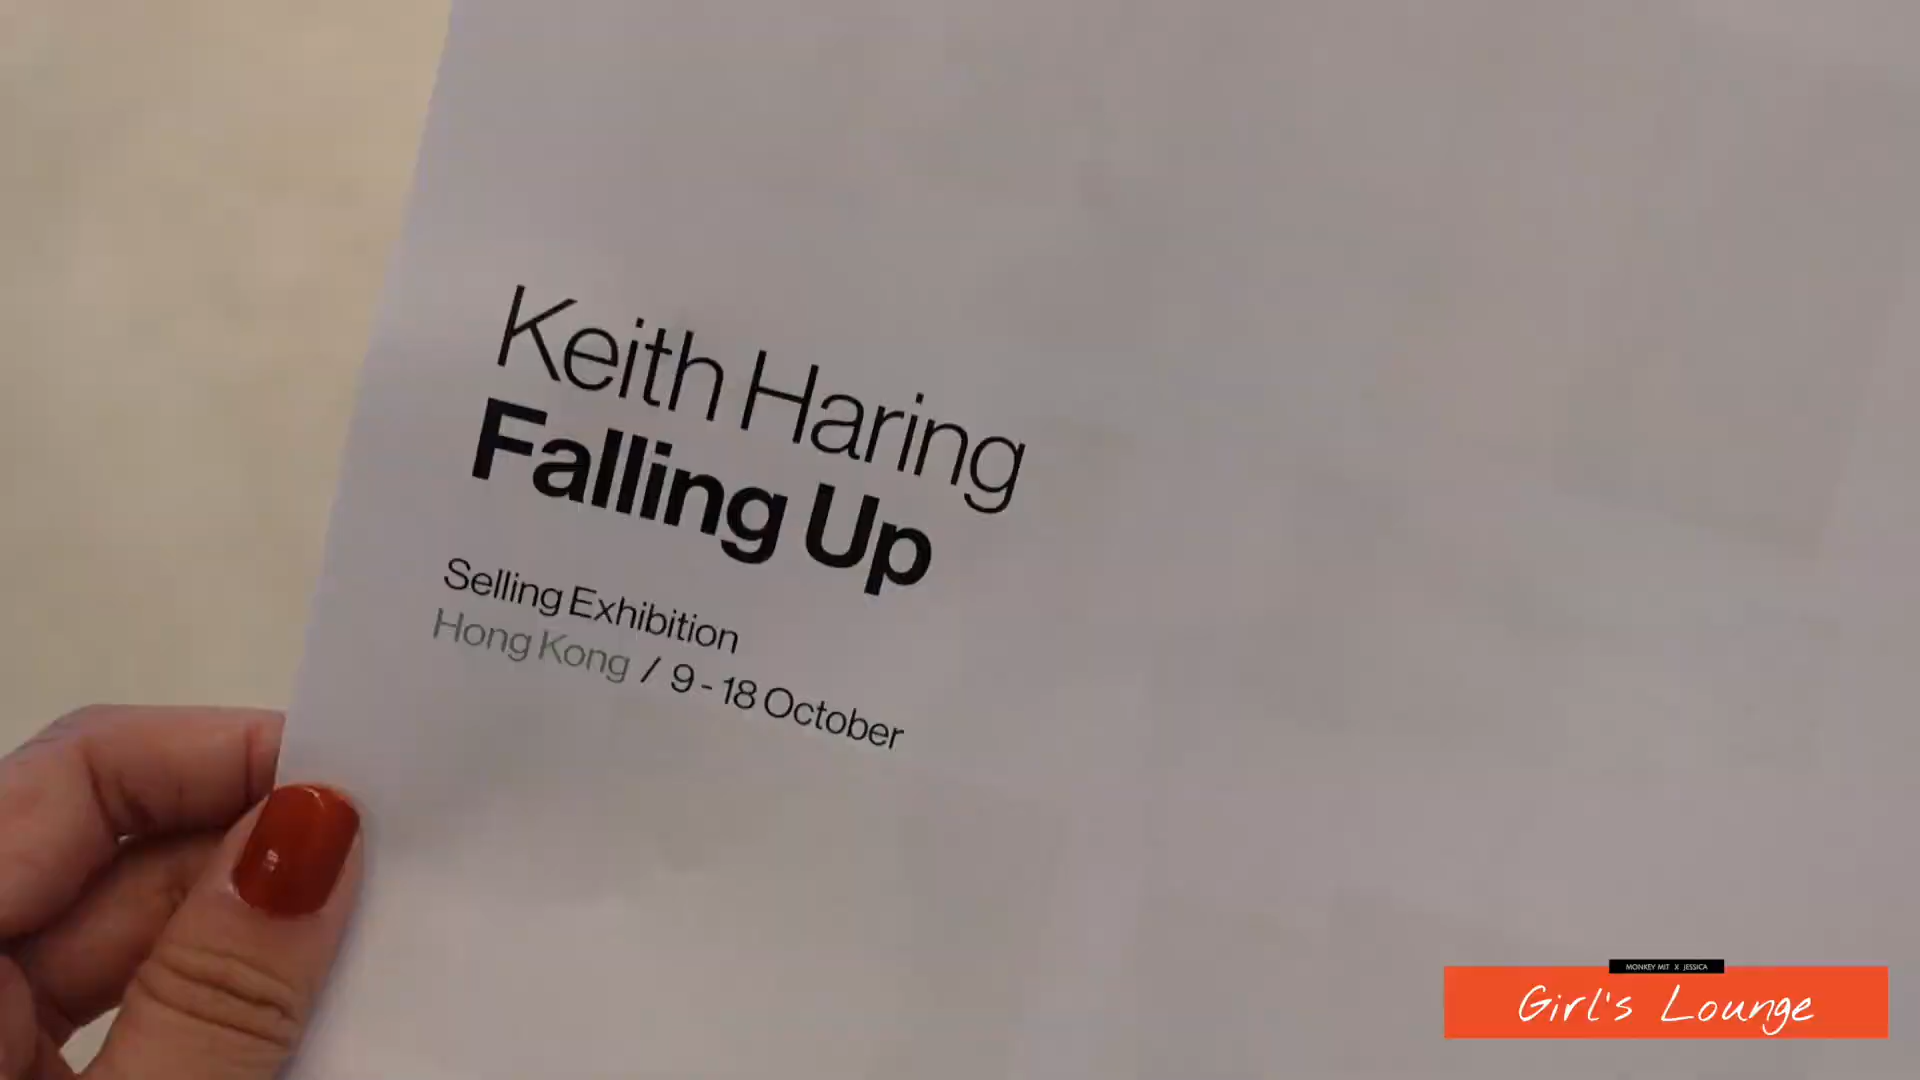 Keith Haring
Falling Up
Selling Exhibition
Hong Kong / 9 - 18 October
MONKEY MIT X JESSICA
Girl's Lounge